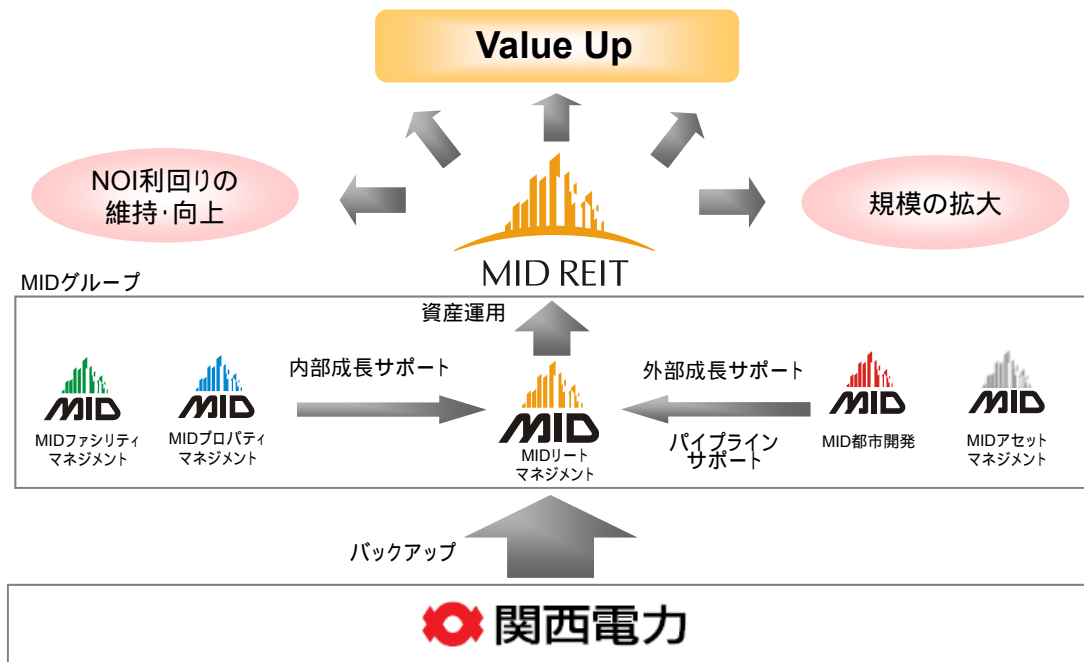 Value Up
NOI利回りの
維持・向上
規模の拡大
MID REIT
MIDグループ
資産運用
内部成長サポート
外部成長サポート
MID
MIDファシリティ
マネジメント
MID
MIDプロパティ
マネジメント
MID
MIDリート
マネジメント
パイプライン
サポート
MID
MID都市開発
MID
MIDアセット
マネジメント
バックアップ
関西電力